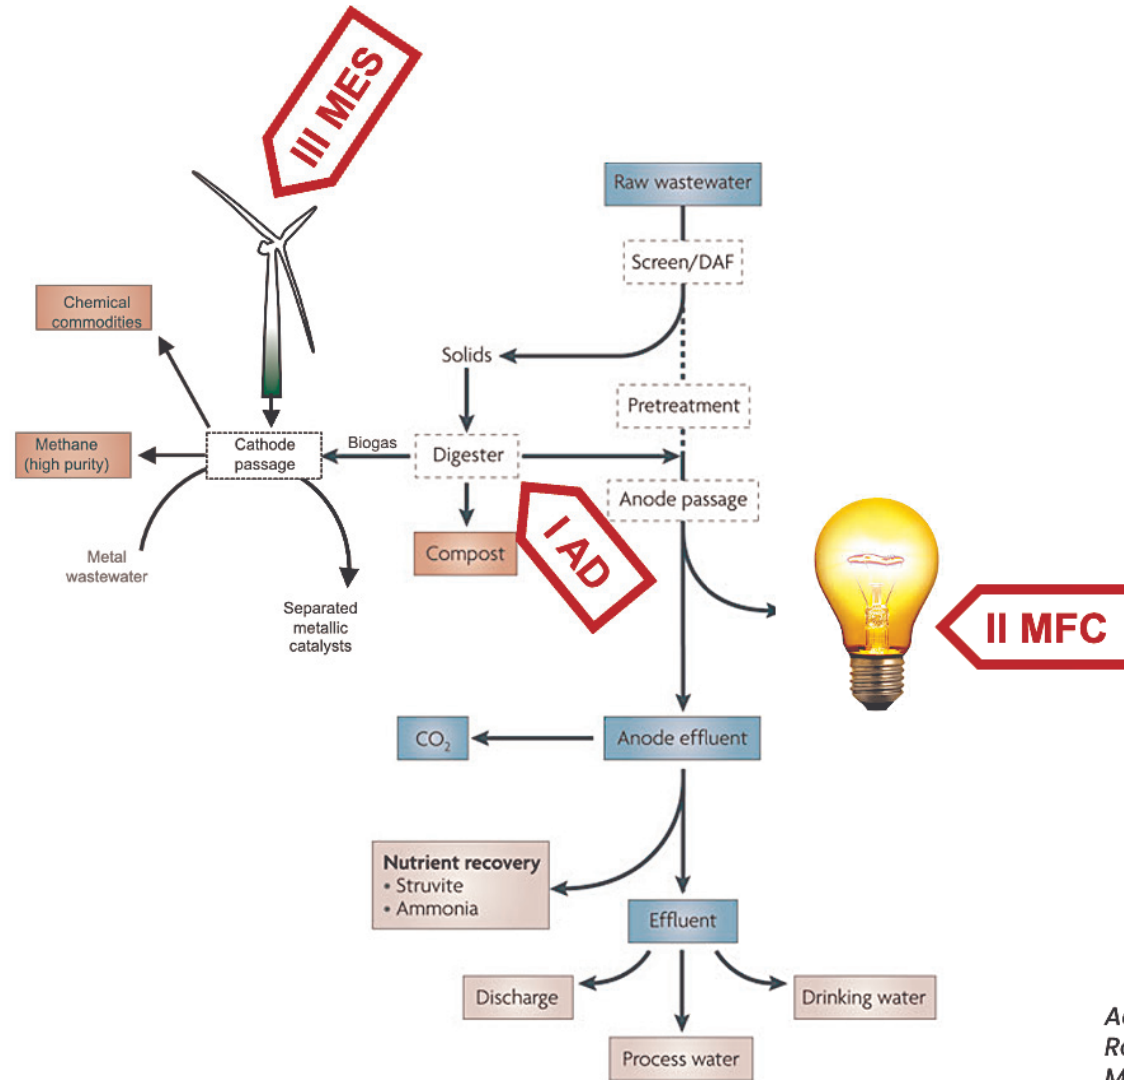 III MES
Raw wastewater
Screen/DAF
Chemical
commodities
Solids
Pretreatment
Methane
(high purity)
Cathode
passage
Biogas
Digester
Anode passage
I AD
Compost
Metal
wastewater
Separated
metallic
catalysts
II MFC
CO₂
Anode effluent
Nutrient recovery
• Struvite
• Ammonia
Effluent
Discharge
Drinking water
Process water